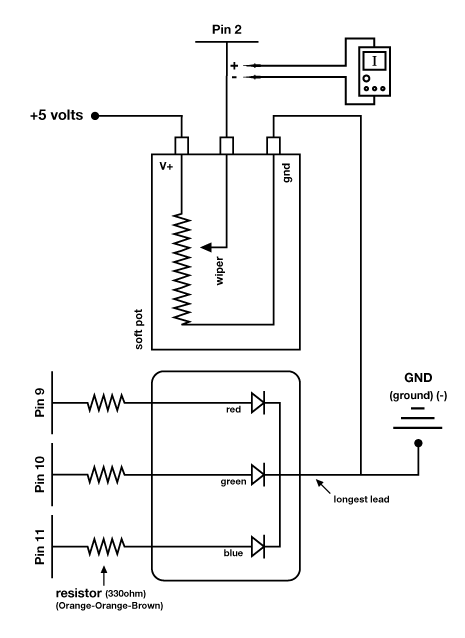 Pin 2
+
-
I
+5 volts
V+
gnd
wiper
soft pot
GND
(ground) (-)
Pin 9
red
Pin 10
green
longest lead
Pin 11
blue
resistor (330ohm)
(Orange-Orange-Brown)